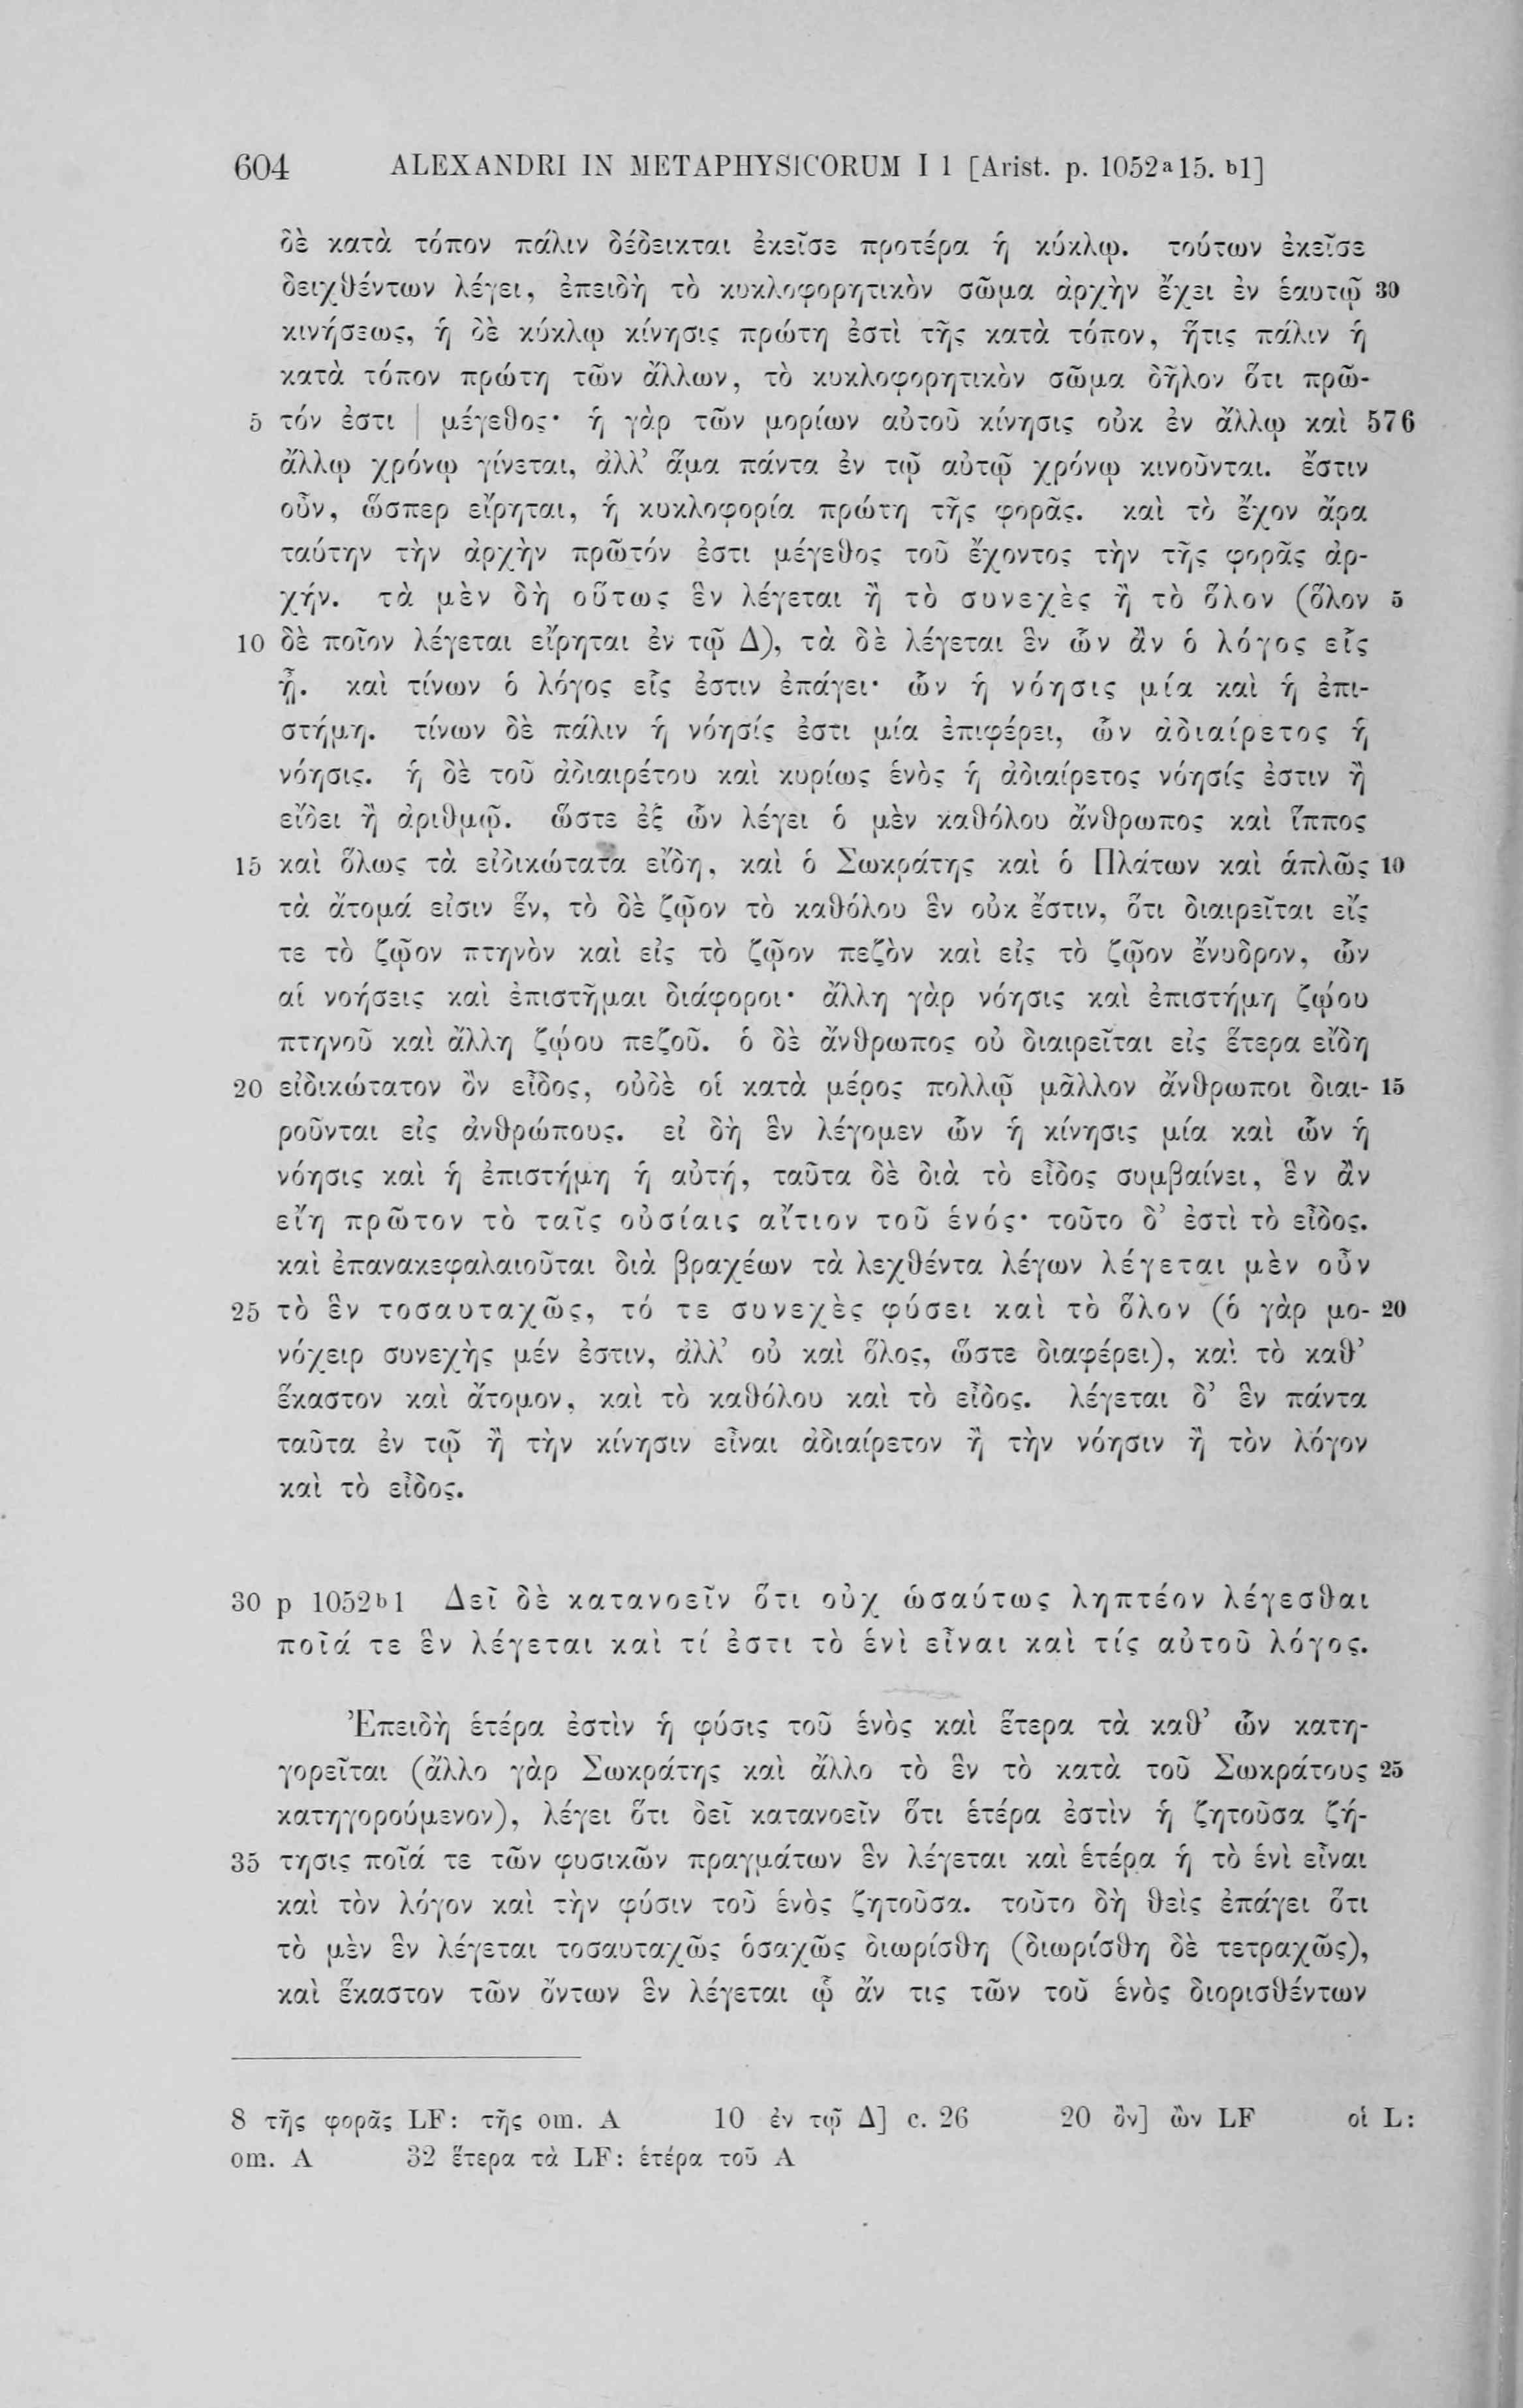 604 ALEXANDRI IN METAPHYSICORUM I 1 [Arist. p. 1052ᵃ15. ᵇ1]
δὲ κατὰ τόπον πάλιν δέδεικται ἐκεῖσε προτέρα ἡ κύκλῳ. τούτων ἐκεῖσε
δειχθέντων λέγει, ἐπειδὴ τὸ κυκλοφορητικὸν σῶμα ἀρχὴν ἔχει ἐν ἑαυτῷ 30
κινήσεως, ἡ δὲ κύκλῳ κίνησις πρώτη ἐστὶ τῆς κατὰ τόπον, ἥτις πάλιν ἡ
κατὰ τόπον πρώτη τῶν ἄλλων, τὸ κυκλοφορητικὸν σῶμα δῆλον ὅτι πρῶ-
5 τόν ἐστι | μέγεθος· ἡ γὰρ τῶν μορίων αὐτοῦ κίνησις οὐκ ἐν ἄλλῳ καὶ 576
ἄλλῳ χρόνῳ γίνεται, ἀλλ' ἅμα πάντα ἐν τῷ αὐτῷ χρόνῳ κινοῦνται. ἔστιν
οὖν, ὥσπερ εἴρηται, ἡ κυκλοφορία πρώτη τῆς φορᾶς. καὶ τὸ ἔχον ἄρα
ταύτην τὴν ἀρχὴν πρῶτόν ἐστι μέγεθος τοῦ ἔχοντος τὴν τῆς φορᾶς ἀρ-
χήν. τὰ μὲν δὴ οὕτως ἓν λέγεται ἢ τὸ συνεχὲς ἢ τὸ ὅλον (ὅλον 5
10 δὲ ποῖον λέγεται εἴρηται ἐν τῷ Δ), τὰ δὲ λέγεται ἓν ὧν ἂν ὁ λόγος εἷς
ᾖ. καὶ τίνων ὁ λόγος εἷς ἐστιν ἐπάγει· ὧν ἡ νόησις μία καὶ ἡ ἐπι-
στήμη. τίνων δὲ πάλιν ἡ νόησίς ἐστι μία ἐπιφέρει, ὧν ἀδιαίρετος ἡ
νόησις. ἡ δὲ τοῦ ἀδιαιρέτου καὶ κυρίως ἑνὸς ἡ ἀδιαίρετος νόησίς ἐστιν ἢ
εἴδει ἢ ἀριθμῷ. ὥστε ἐξ ὧν λέγει ὁ μὲν καθόλου ἄνθρωπος καὶ ἵππος
15 καὶ ὅλως τὰ εἰδικώτατα εἴδη, καὶ ὁ Σωκράτης καὶ ὁ Πλάτων καὶ ἁπλῶς 10
τὰ ἄτομά εἰσιν ἕν, τὸ δὲ ζῷον τὸ καθόλου ἓν οὐκ ἔστιν, ὅτι διαιρεῖται εἴς
τε τὸ ζῷον πτηνὸν καὶ εἰς τὸ ζῷον πεζὸν καὶ εἰς τὸ ζῷον ἔνυδρον, ὧν
αἱ νοήσεις καὶ ἐπιστῆμαι διάφοροι· ἄλλη γὰρ νόησις καὶ ἐπιστήμη ζῴου
πτηνοῦ καὶ ἄλλη ζῴου πεζοῦ. ὁ δὲ ἄνθρωπος οὐ διαιρεῖται εἰς ἕτερα εἴδη
20 εἰδικώτατον ὂν εἶδος, οὐδὲ οἱ κατὰ μέρος πολλῷ μᾶλλον ἄνθρωποι διαι- 15
ροῦνται εἰς ἀνθρώπους. εἰ δὴ ἓν λέγομεν ὧν ἡ κίνησις μία καὶ ὧν ἡ
νόησις καὶ ἡ ἐπιστήμη ἡ αὐτή, ταῦτα δὲ διὰ τὸ εἶδος συμβαίνει, ἓν ἂν
εἴη πρῶτον τὸ ταῖς οὐσίαις αἴτιον τοῦ ἑνός· τοῦτο δ' ἐστὶ τὸ εἶδος.
καὶ ἐπανακεφαλαιοῦται διὰ βραχέων τὰ λεχθέντα λέγων λέγεται μὲν οὖν
25 τὸ ἓν τοσαυταχῶς, τό τε συνεχὲς φύσει καὶ τὸ ὅλον (ὁ γὰρ μο- 20
νόχειρ συνεχὴς μέν ἐστιν, ἀλλ' οὐ καὶ ὅλος, ὥστε διαφέρει), καὶ τὸ καθ'
ἕκαστον καὶ ἄτομον, καὶ τὸ καθόλου καὶ τὸ εἶδος. λέγεται δ' ἓν πάντα
ταῦτα ἐν τῷ ἢ τὴν κίνησιν εἶναι ἀδιαίρετον ἢ τὴν νόησιν ἢ τὸν λόγον
καὶ τὸ εἶδος.
30 p 1052ᵇ1 Δεῖ δὲ κατανοεῖν ὅτι οὐχ ὡσαύτως ληπτέον λέγεσθαι
ποῖά τε ἓν λέγεται καὶ τί ἐστι τὸ ἑνὶ εἶναι καὶ τίς αὐτοῦ λόγος.
Ἐπειδὴ ἑτέρα ἐστὶν ἡ φύσις τοῦ ἑνὸς καὶ ἕτερα τὰ καθ' ὧν κατη-
γορεῖται (ἄλλο γὰρ Σωκράτης καὶ ἄλλο τὸ ἓν τὸ κατὰ τοῦ Σωκράτους 25
κατηγορούμενον), λέγει ὅτι δεῖ κατανοεῖν ὅτι ἑτέρα ἐστὶν ἡ ζητοῦσα ζή-
35 τησις ποῖά τε τῶν φυσικῶν πραγμάτων ἓν λέγεται καὶ ἑτέρα ἡ τὸ ἑνὶ εἶναι
καὶ τὸν λόγον καὶ τὴν φύσιν τοῦ ἑνὸς ζητοῦσα. τοῦτο δὴ θεὶς ἐπάγει ὅτι
τὸ μὲν ἓν λέγεται τοσαυταχῶς ὁσαχῶς διωρίσθη (διωρίσθη δὲ τετραχῶς),
καὶ ἕκαστον τῶν ὄντων ἓν λέγεται ᾧ ἄν τις τῶν τοῦ ἑνὸς διορισθέντων
8 τῆς φορᾶς LF: τῆς om. A 10 ἐν τῷ Δ] c. 26 20 ὂν] ὢν LF οἱ L:
om. A 32 ἕτερα τὰ LF: ἑτέρα τοῦ A